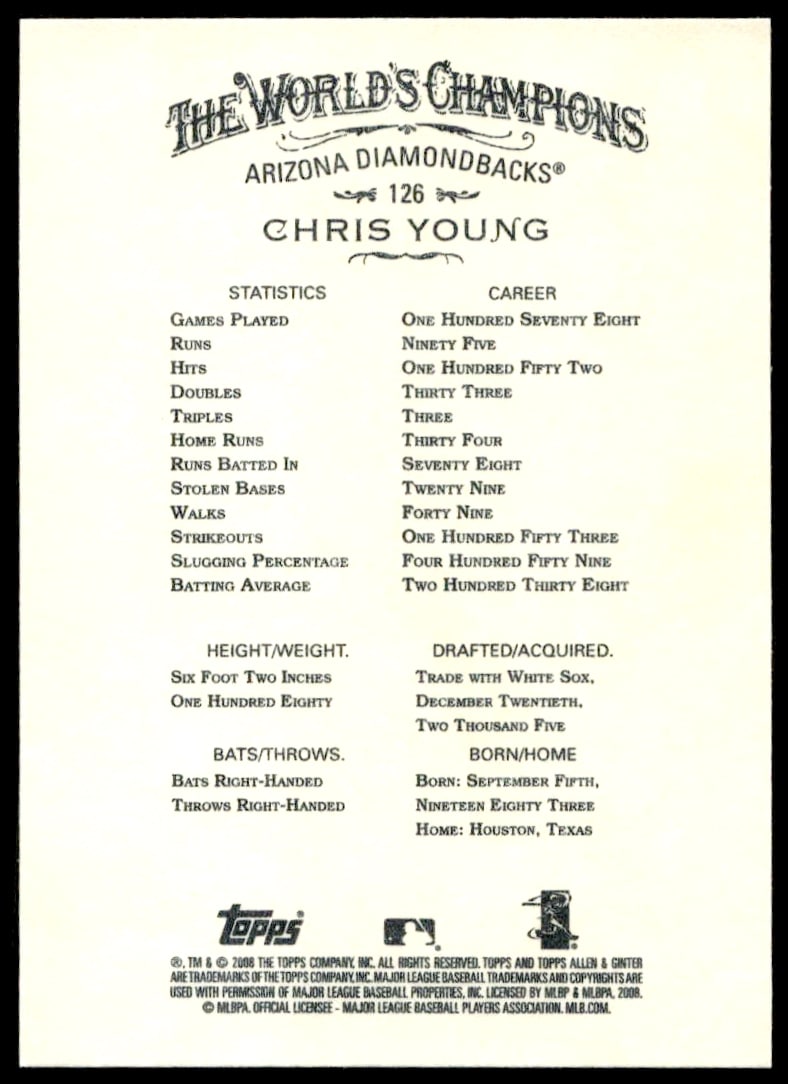 THE WORLD'S CHAMPIONS
ARIZONA DIAMONDBACKS®
126
CHRIS YOUNG
STATISTICS CAREER
GAMES PLAYED ONE HUNDRED SEVENTY EIGHT
RUNS NINETY FIVE
HITS ONE HUNDRED FIFTY TWO
DOUBLES THIRTY THREE
TRIPLES THREE
HOME RUNS THIRTY FOUR
RUNS BATTED IN SEVENTY EIGHT
STOLEN BASES TWENTY NINE
WALKS FORTY NINE
STRIKEOUTS ONE HUNDRED FIFTY THREE
SLUGGING PERCENTAGE FOUR HUNDRED FIFTY NINE
BATTING AVERAGE TWO HUNDRED THIRTY EIGHT
HEIGHT/WEIGHT.
SIX FOOT TWO INCHES
ONE HUNDRED EIGHTY
DRAFTED/ACQUIRED.
TRADE WITH WHITE SOX,
DECEMBER TWENTIETH,
TWO THOUSAND FIVE
BATS/THROWS.
BATS RIGHT-HANDED
THROWS RIGHT-HANDED
BORN/HOME
BORN: SEPTEMBER FIFTH,
NINETEEN EIGHTY THREE
HOME: HOUSTON, TEXAS
Topps®
®, TM & © 2008 THE TOPPS COMPANY, INC. ALL RIGHTS RESERVED. TOPPS AND TOPPS ALLEN & GINTER
ARE TRADEMARKS OF THE TOPPS COMPANY, INC. MAJOR LEAGUE BASEBALL TRADEMARKS AND COPYRIGHTS ARE
USED WITH PERMISSION OF MAJOR LEAGUE BASEBALL PROPERTIES, INC. LICENSED BY MLBP & MLBPA, 2008.
© MLBPA. OFFICIAL LICENSEE - MAJOR LEAGUE BASEBALL PLAYERS ASSOCIATION. MLB.COM.